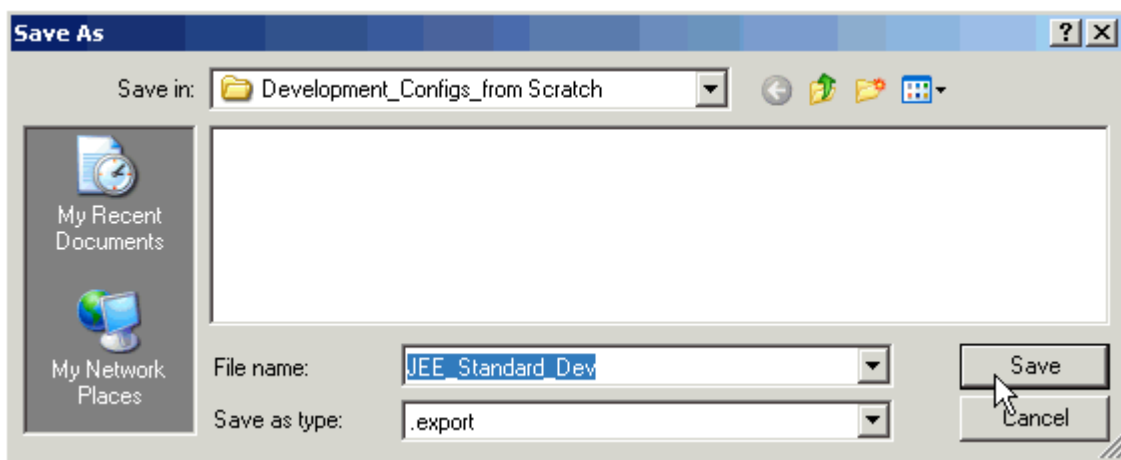 Save As
Save in: Development_Configs_from Scratch
My Recent
Documents
My Network
Places
File name: JEE_Standard_Dev
Save as type: .export
Save
Cancel